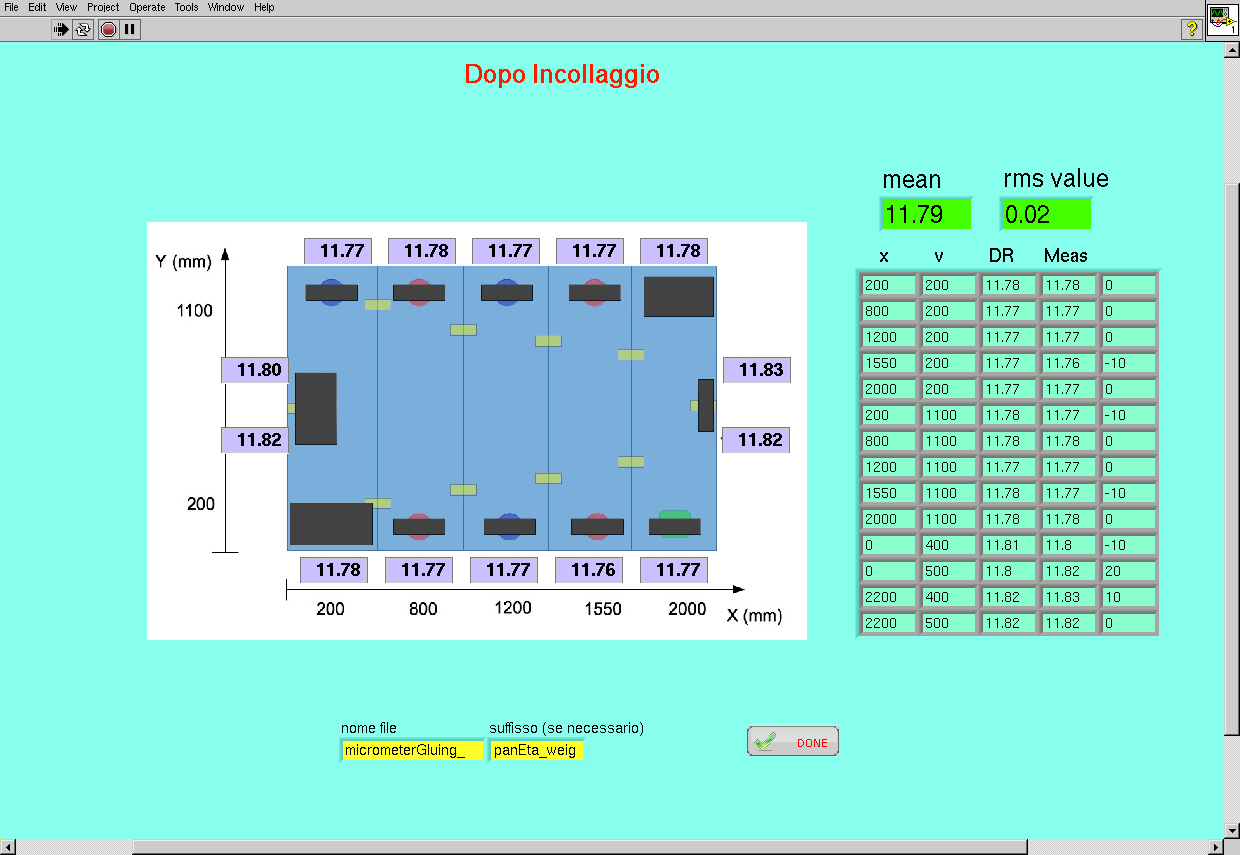 File Edit View Project Operate Tools Window Help
?
1
Dopo Incollaggio
mean rms value
11.79 0.02
11.77 11.78 11.77 11.77 11.78
Y (mm)
1100
11.80 11.83
11.82 11.82
200
11.78 11.77 11.77 11.76 11.77
200 800 1200 1550 2000 X (mm)
x v DR Meas
200 200 11.78 11.78 0
800 200 11.77 11.77 0
1200 200 11.77 11.77 0
1550 200 11.77 11.76 -10
2000 200 11.77 11.77 0
200 1100 11.78 11.77 -10
800 1100 11.78 11.78 0
1200 1100 11.77 11.77 0
1550 1100 11.78 11.77 -10
2000 1100 11.78 11.78 0
0 400 11.81 11.8 -10
0 500 11.8 11.82 20
2200 400 11.82 11.83 10
2200 500 11.82 11.82 0
nome file suffisso (se necessario)
micrometerGluing_ panEta_weig
DONE